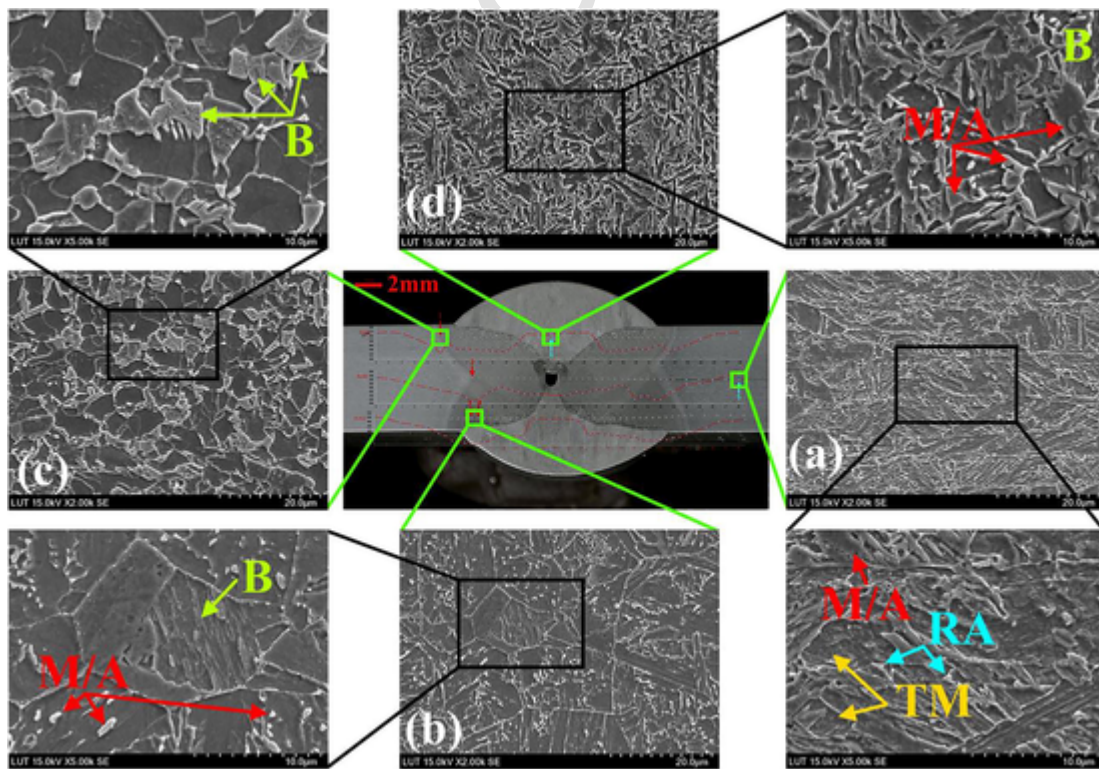 B
LUT 15.0kV X5.00k SE 10.0μm
(d)
LUT 15.0kV X2.00k SE 20.0μm
B
M/A
LUT 15.0kV X5.00k SE 10.0μm
(c)
LUT 15.0kV X2.00k SE 20.0μm
2mm
(a)
LUT 15.0kV X2.00k SE 20.0μm
B
M/A
LUT 15.0kV X5.00k SE 10.0μm
(b)
LUT 15.0kV X2.00k SE 20.0μm
M/A
RA
TM
LUT 15.0kV X5.00k SE 10.0μm